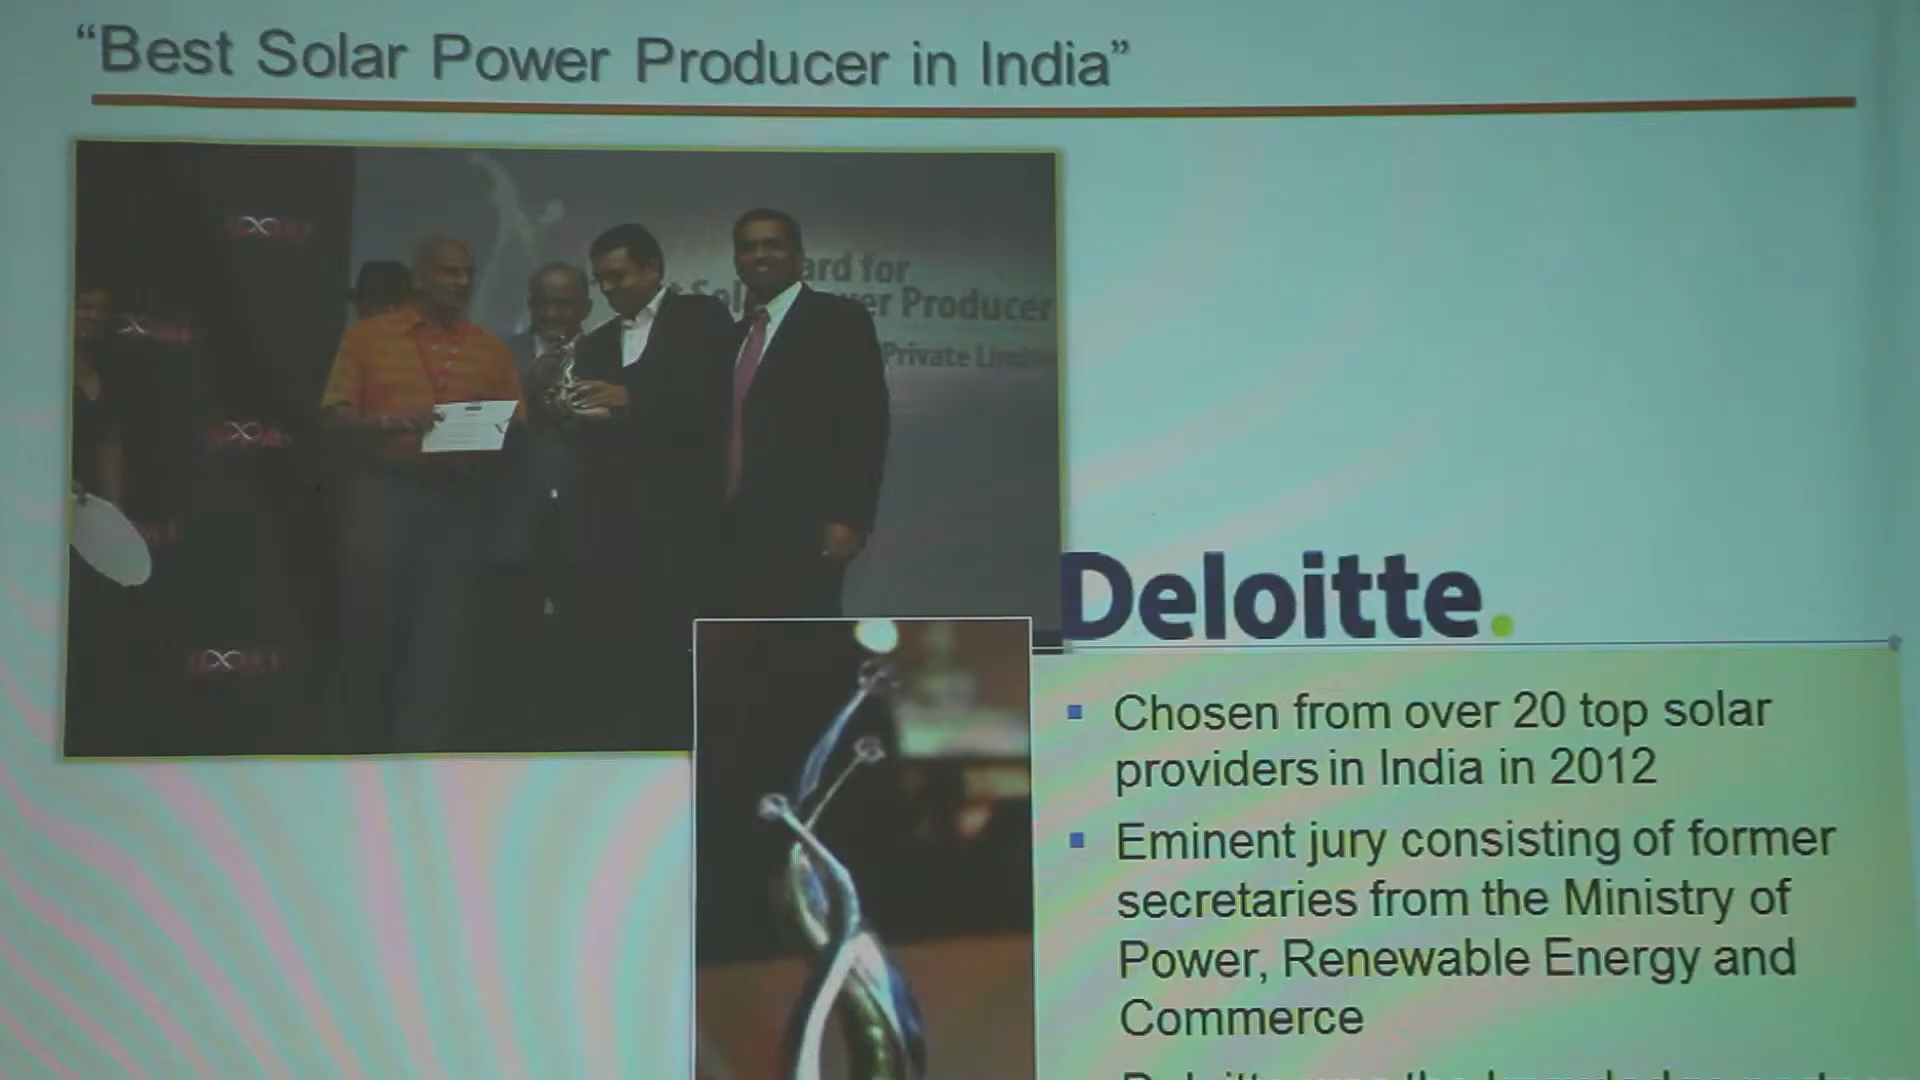 “Best Solar Power Producer in India”
ard for
er Producer
Private
Deloitte.
▪ Chosen from over 20 top solar
providers in India in 2012
▪ Eminent jury consisting of former
secretaries from the Ministry of
Power, Renewable Energy and
Commerce